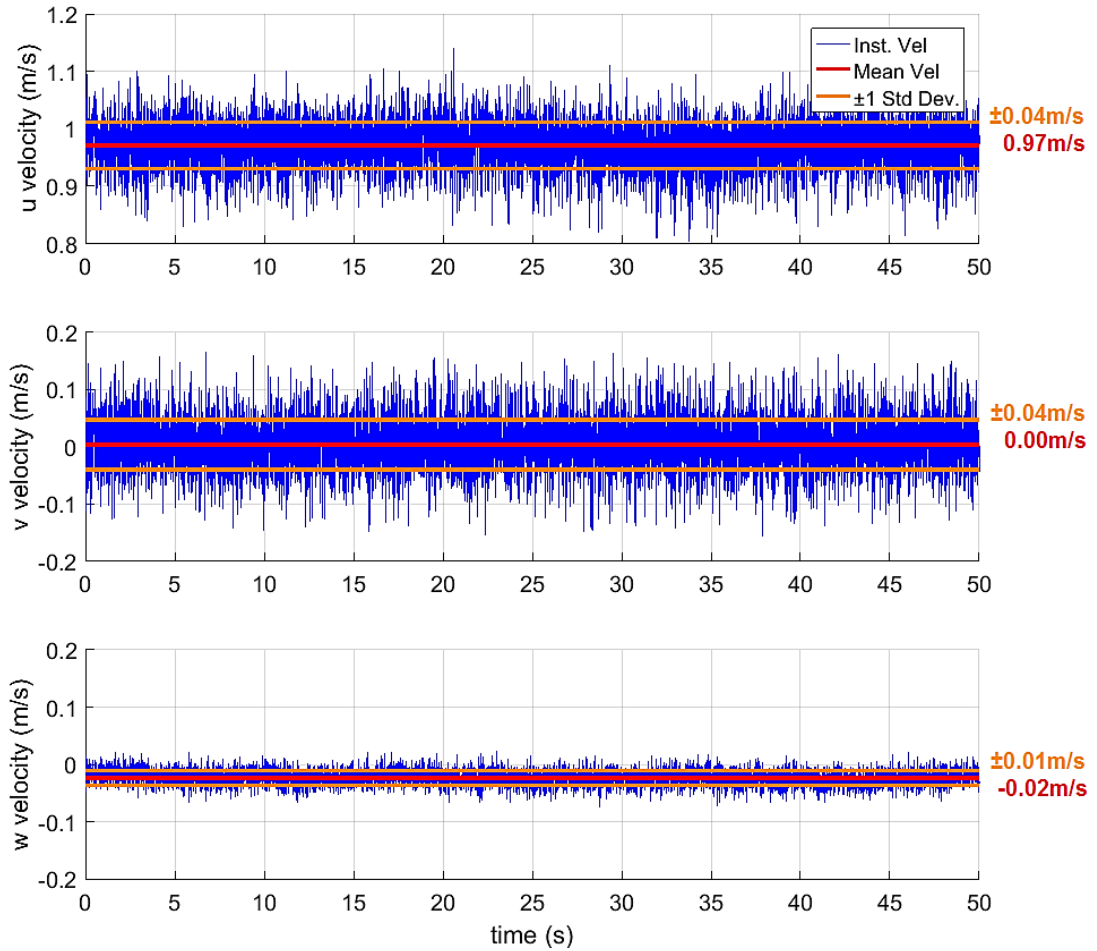 1.2
1.1
1
0.9
0.8
u velocity (m/s)
Inst. Vel
Mean Vel
±1 Std Dev.
±0.04m/s
0.97m/s
0 5 10 15 20 25 30 35 40 45 50
0.2
0.1
0
-0.1
-0.2
v velocity (m/s)
±0.04m/s
0.00m/s
0 5 10 15 20 25 30 35 40 45 50
0.2
0.1
0
-0.1
-0.2
w velocity (m/s)
±0.01m/s
-0.02m/s
0 5 10 15 20 25 30 35 40 45 50
time (s)